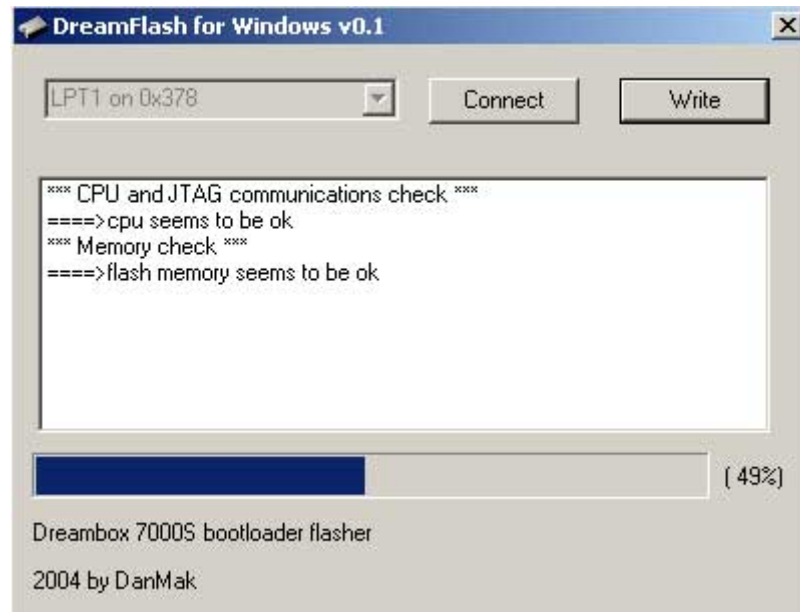 DreamFlash for Windows v0.1
LPT1 on 0x378
Connect
Write
*** CPU and JTAG communications check ***
====>cpu seems to be ok
*** Memory check ***
====>flash memory seems to be ok
( 49%)
Dreambox 7000S bootloader flasher
2004 by DanMak